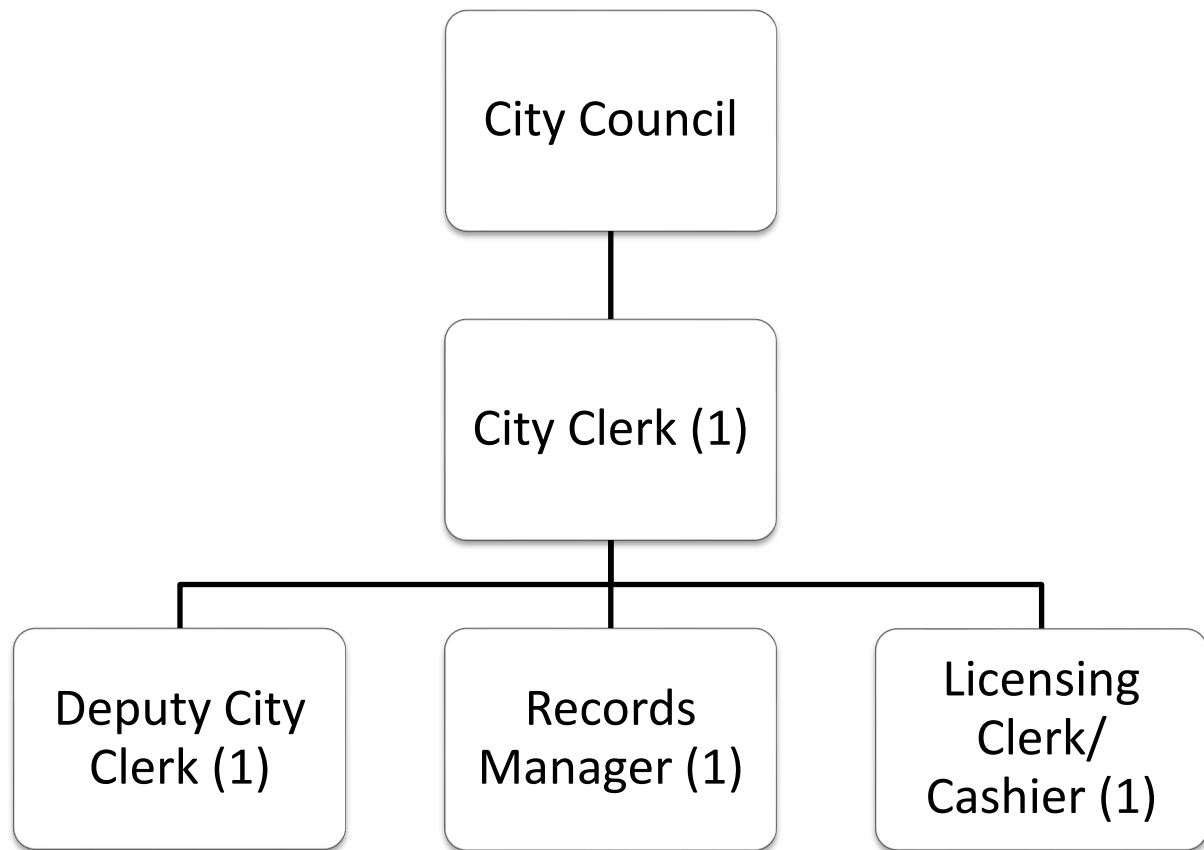 City Council
City Clerk (1)
Deputy City
Clerk (1)
Records
Manager (1)
Licensing
Clerk/
Cashier (1)